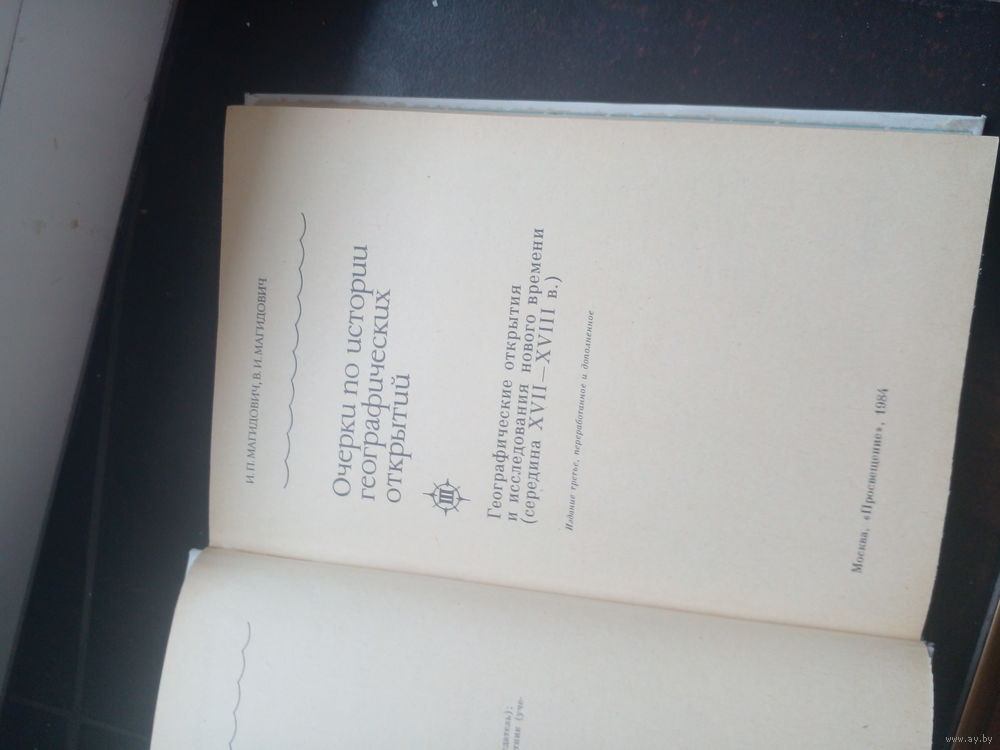 И. П. МАГИДОВИЧ, В. И. МАГИДОВИЧ
Очерки по истории
географических
открытий
III
Географические открытия
и исследования нового времени
(середина XVII—XVIII в.)
Издание третье, переработанное и дополненное
Москва, «Просвещение», 1984
www.ay.by